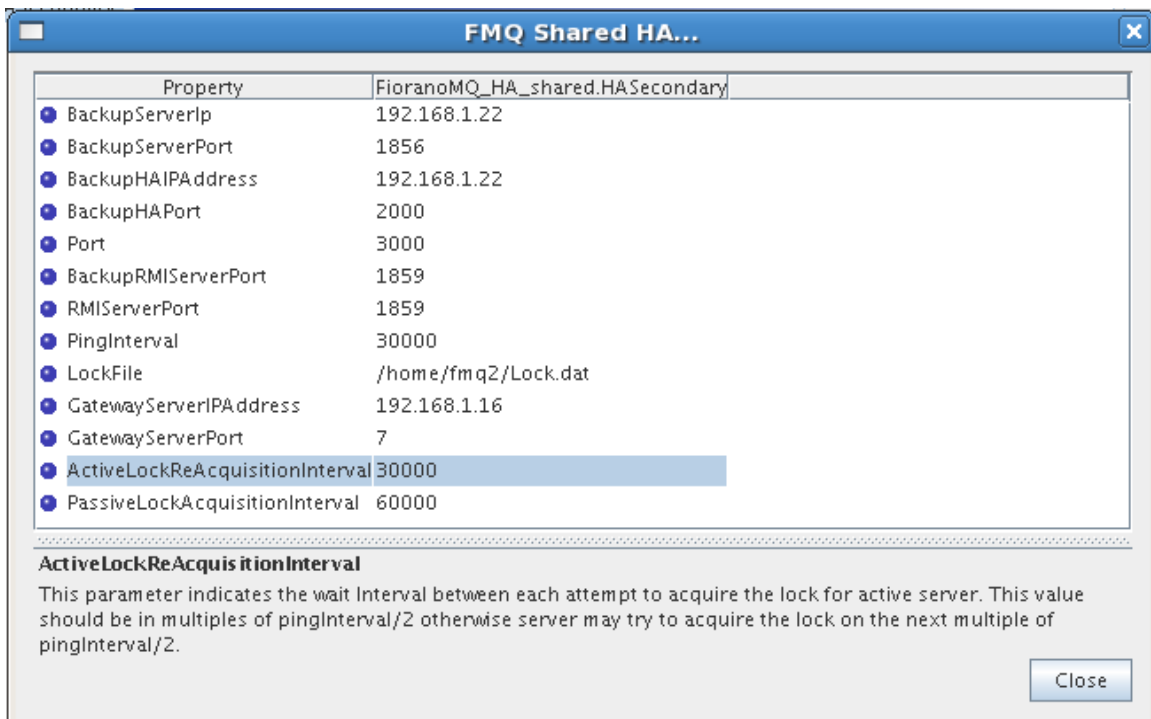 FMQ Shared HA...
Property FioranoMQ_HA_shared.HASecondary
BackupServerIp 192.168.1.22
BackupServerPort 1856
BackupHAIPAddress 192.168.1.22
BackupHAPort 2000
Port 3000
BackupRMIServerPort 1859
RMIServerPort 1859
PingInterval 30000
LockFile /home/fmq2/Lock.dat
GatewayServerIPAddress 192.168.1.16
GatewayServerPort 7
ActiveLockReAcquisitionInterval 30000
PassiveLockAcquisitionInterval 60000
ActiveLockReAcquisitionInterval
This parameter indicates the wait Interval between each attempt to acquire the lock for active server. This value
should be in multiples of pingInterval/2 otherwise server may try to acquire the lock on the next multiple of
pingInterval/2.
Close